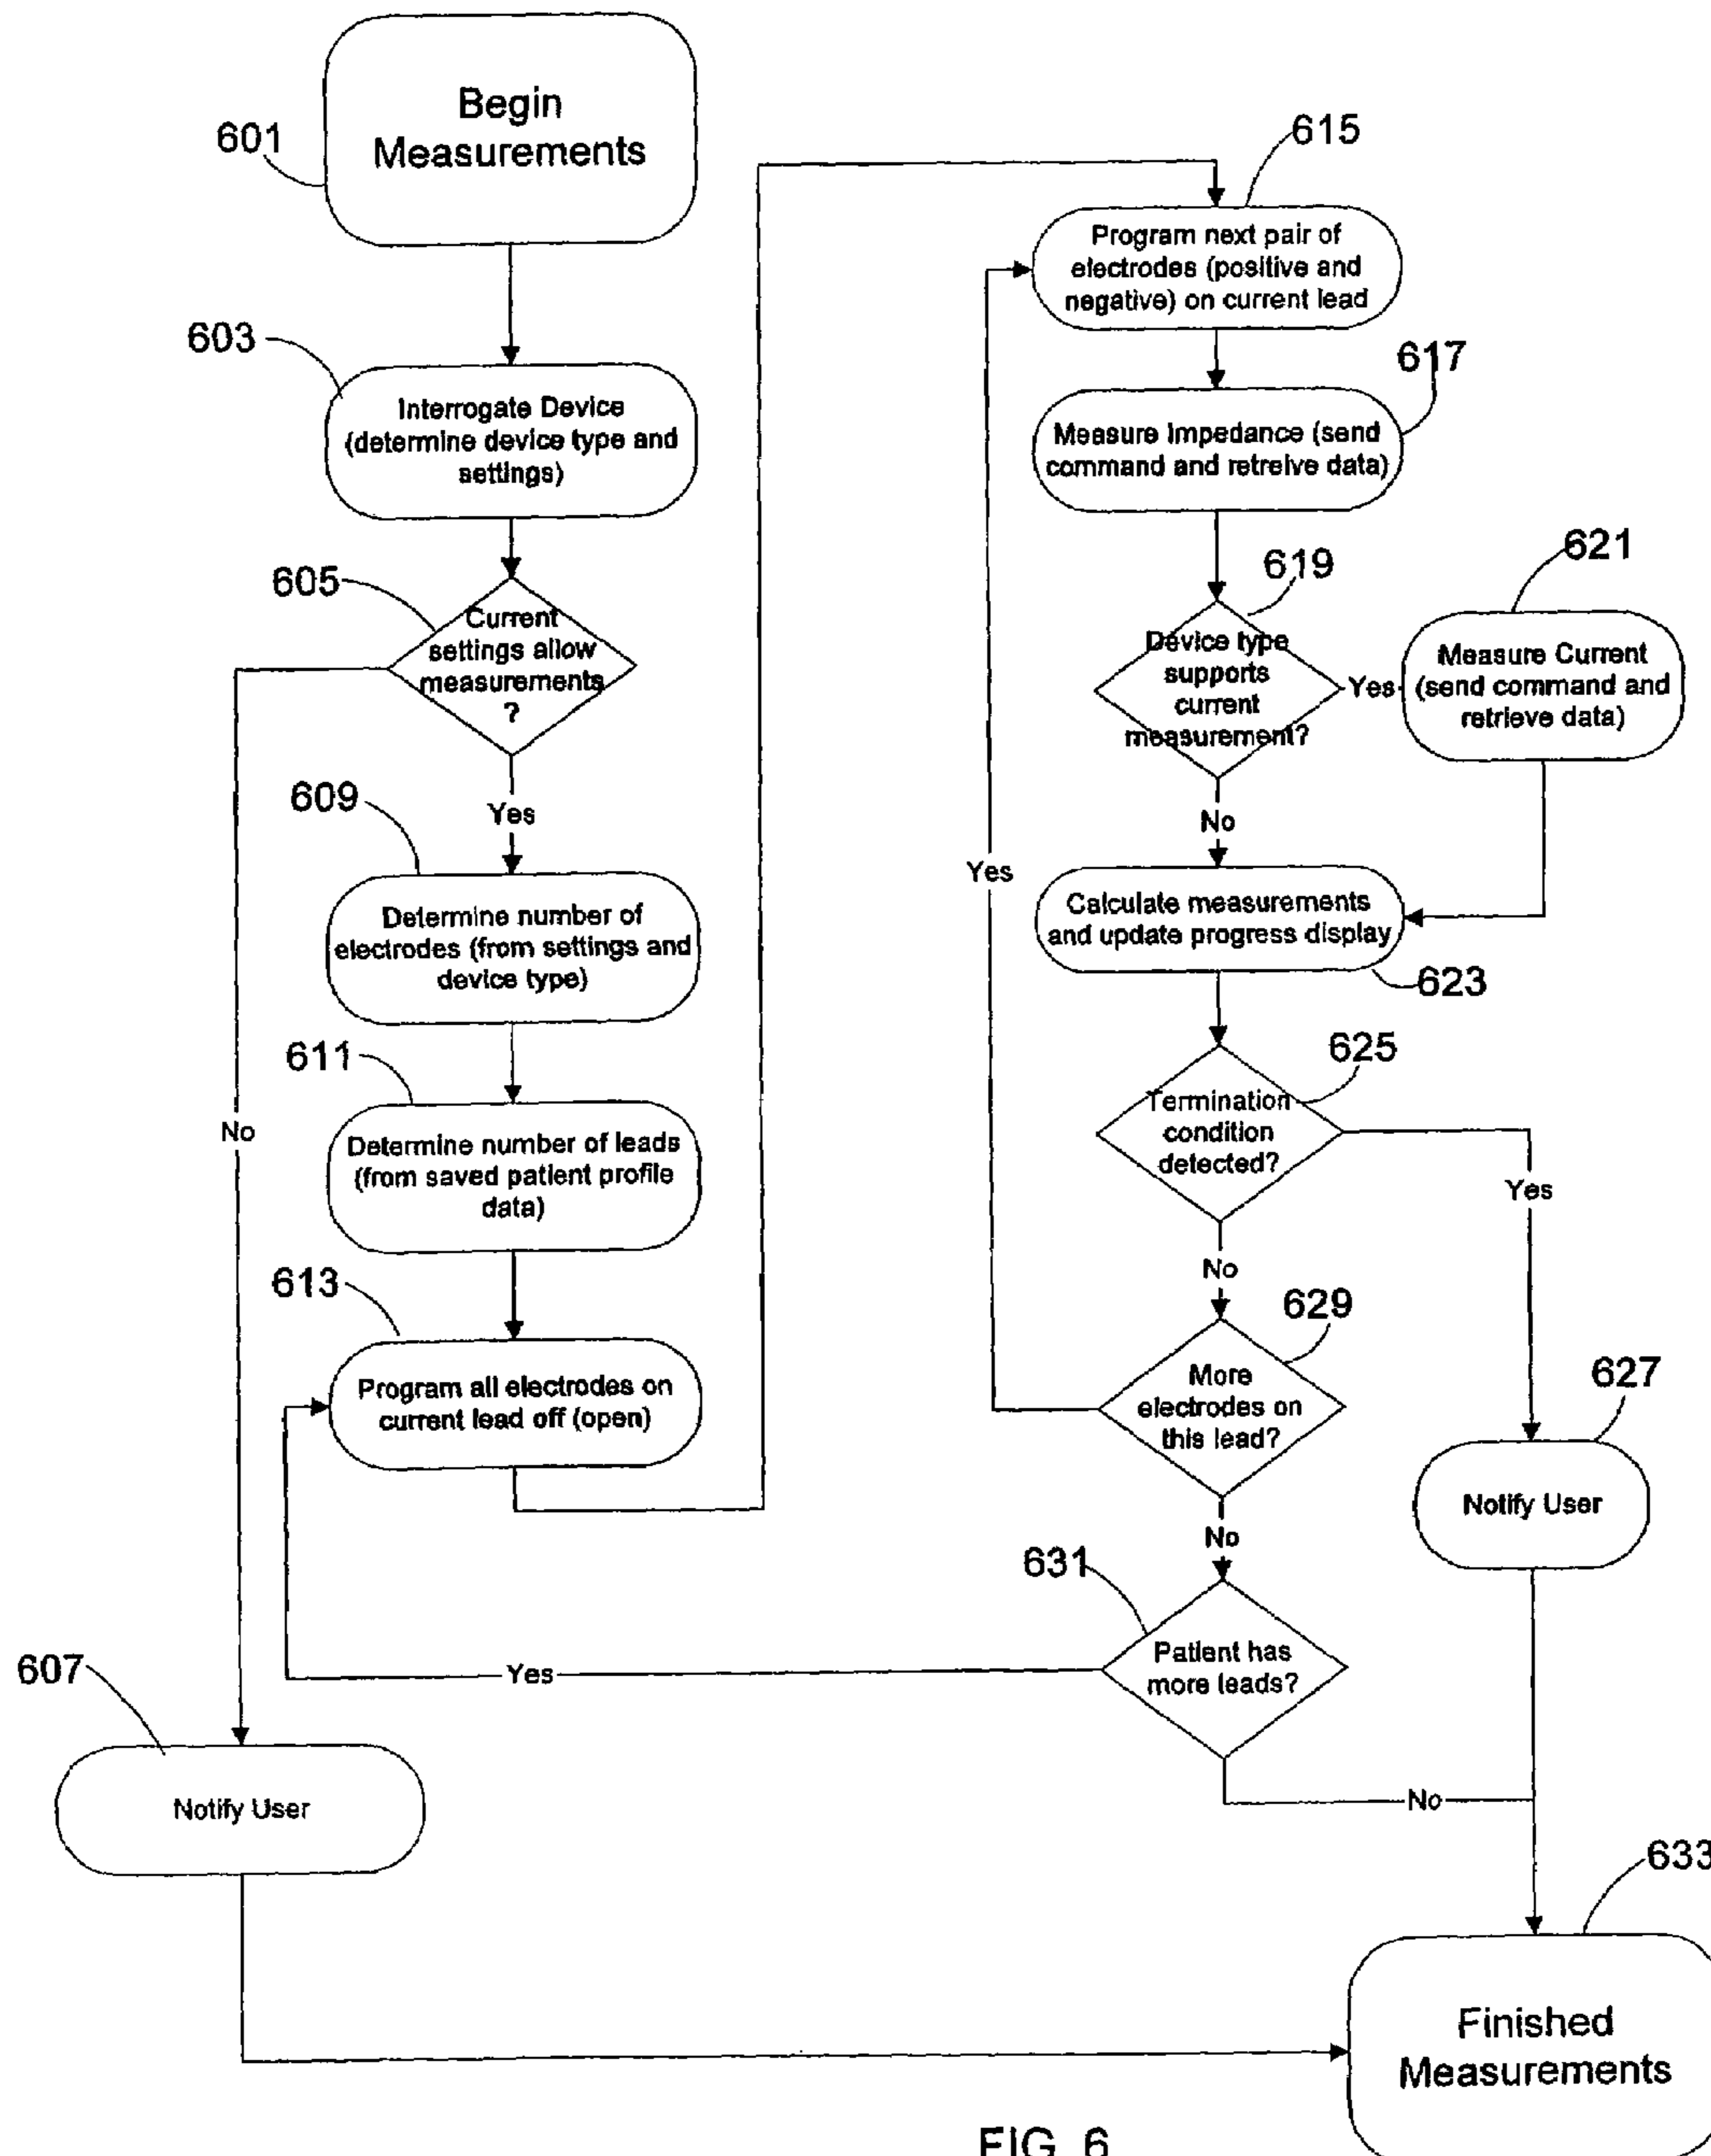 Begin
Measurements
601
603
Interrogate Device
(determine device type and
settings)
605
Current
settings allow
measurements
?
No
Yes
609
Determine number of
electrodes (from settings and
device type)
611
Determine number of leads
(from saved patient profile
data)
613
Program all electrodes on
current lead off (open)
607
Notify User
615
Program next pair of
electrodes (positive and
negative) on current lead
617
Measure Impedance (send
command and retreive data)
619
Device type
supports
current
measurement?
Yes
621
Measure Current
(send command and
retrieve data)
No
Yes
Calculate measurements
and update progress display
623
625
Termination
condition
detected?
Yes
No
629
More
electrodes on
this lead?
627
Notify User
No
631
Patient has
more leads?
Yes
No
633
Finished
Measurements
FIG. 6